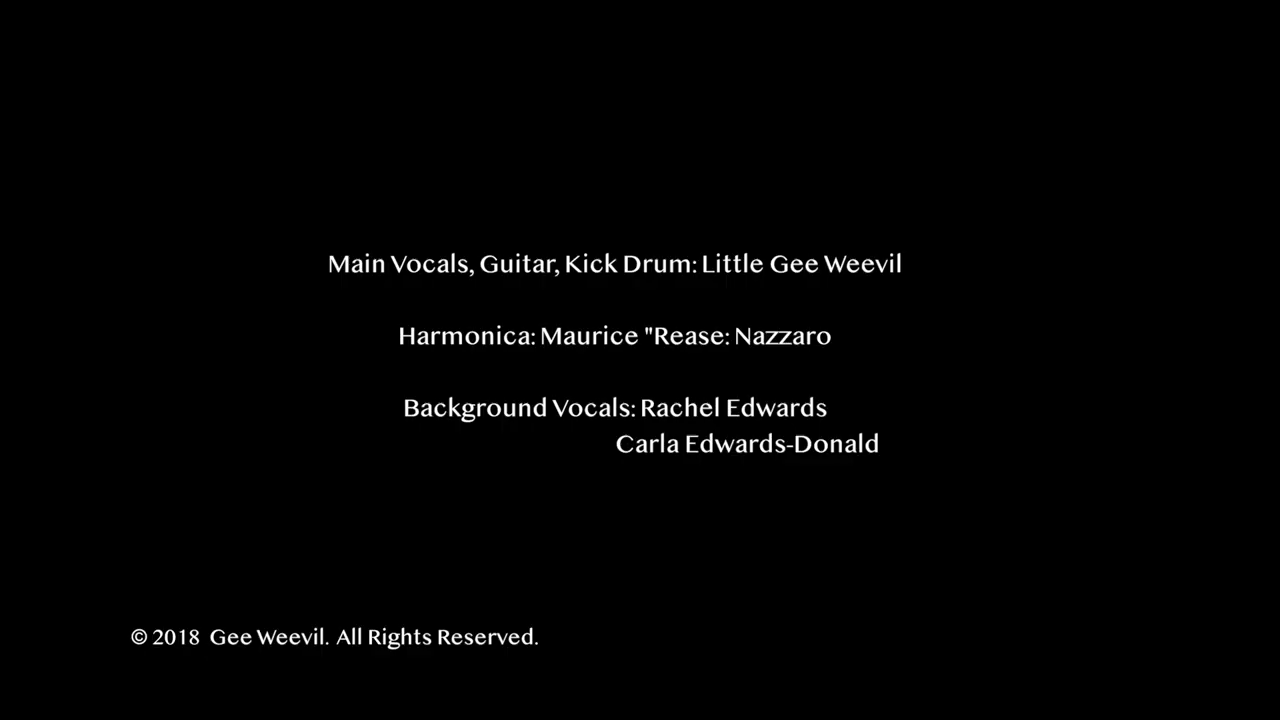 Main Vocals, Guitar, Kick Drum: Little Gee Weevil
Harmonica: Maurice "Rease: Nazzaro
Background Vocals: Rachel Edwards
Carla Edwards-Donald
© 2018 Gee Weevil. All Rights Reserved.